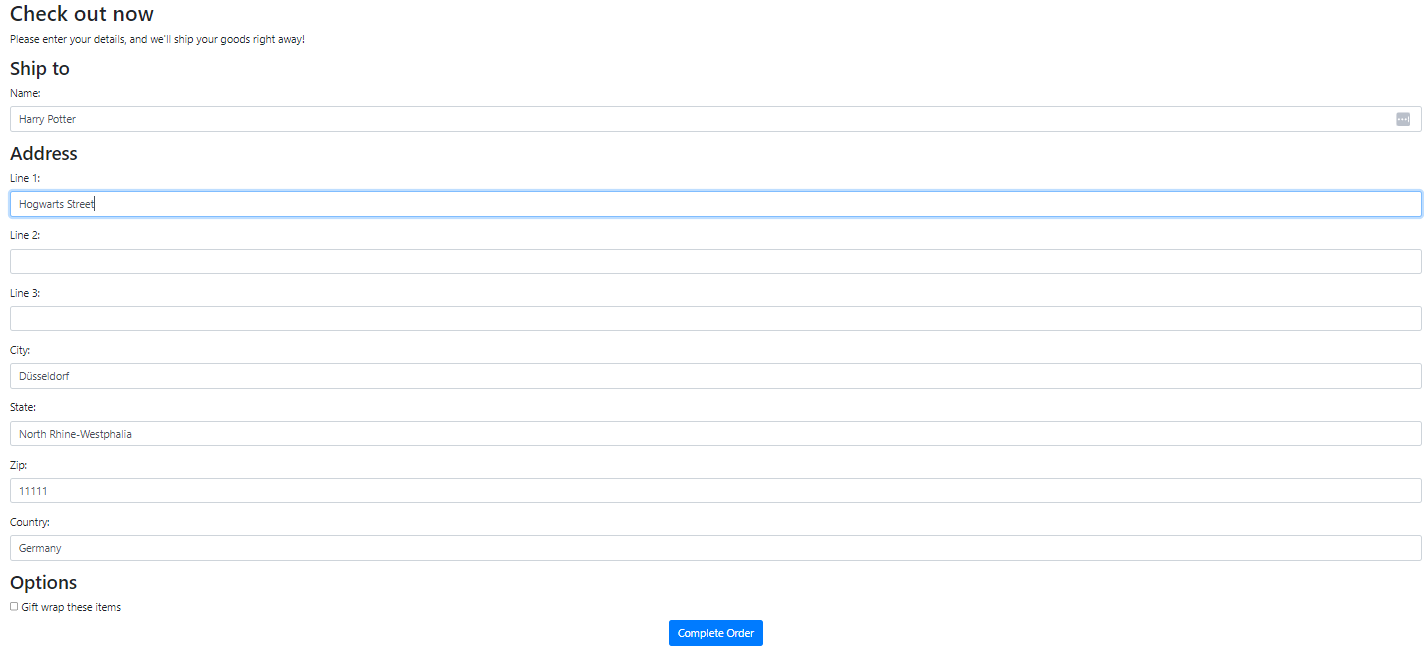 Check out now
Please enter your details, and we'll ship your goods right away!
Ship to
Name:
Harry Potter
Address
Line 1:
Hogwarts Street
Line 2:
Line 3:
City:
Düsseldorf
State:
North Rhine-Westphalia
Zip:
11111
Country:
Germany
Options
Gift wrap these items
Complete Order